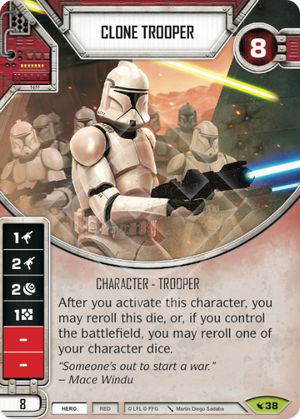 CLONE TROOPER
8
CHARACTER - TROOPER
After you activate this character, you
may reroll this die, or, if you control
the battlefield, you may reroll one of
your character dice.
“Someone’s out to start a war.”
– Mace Windu
1
2
2
1
-
-
8
HERO
RED
© LFL © FFG
Martin Diego Sadaba
38